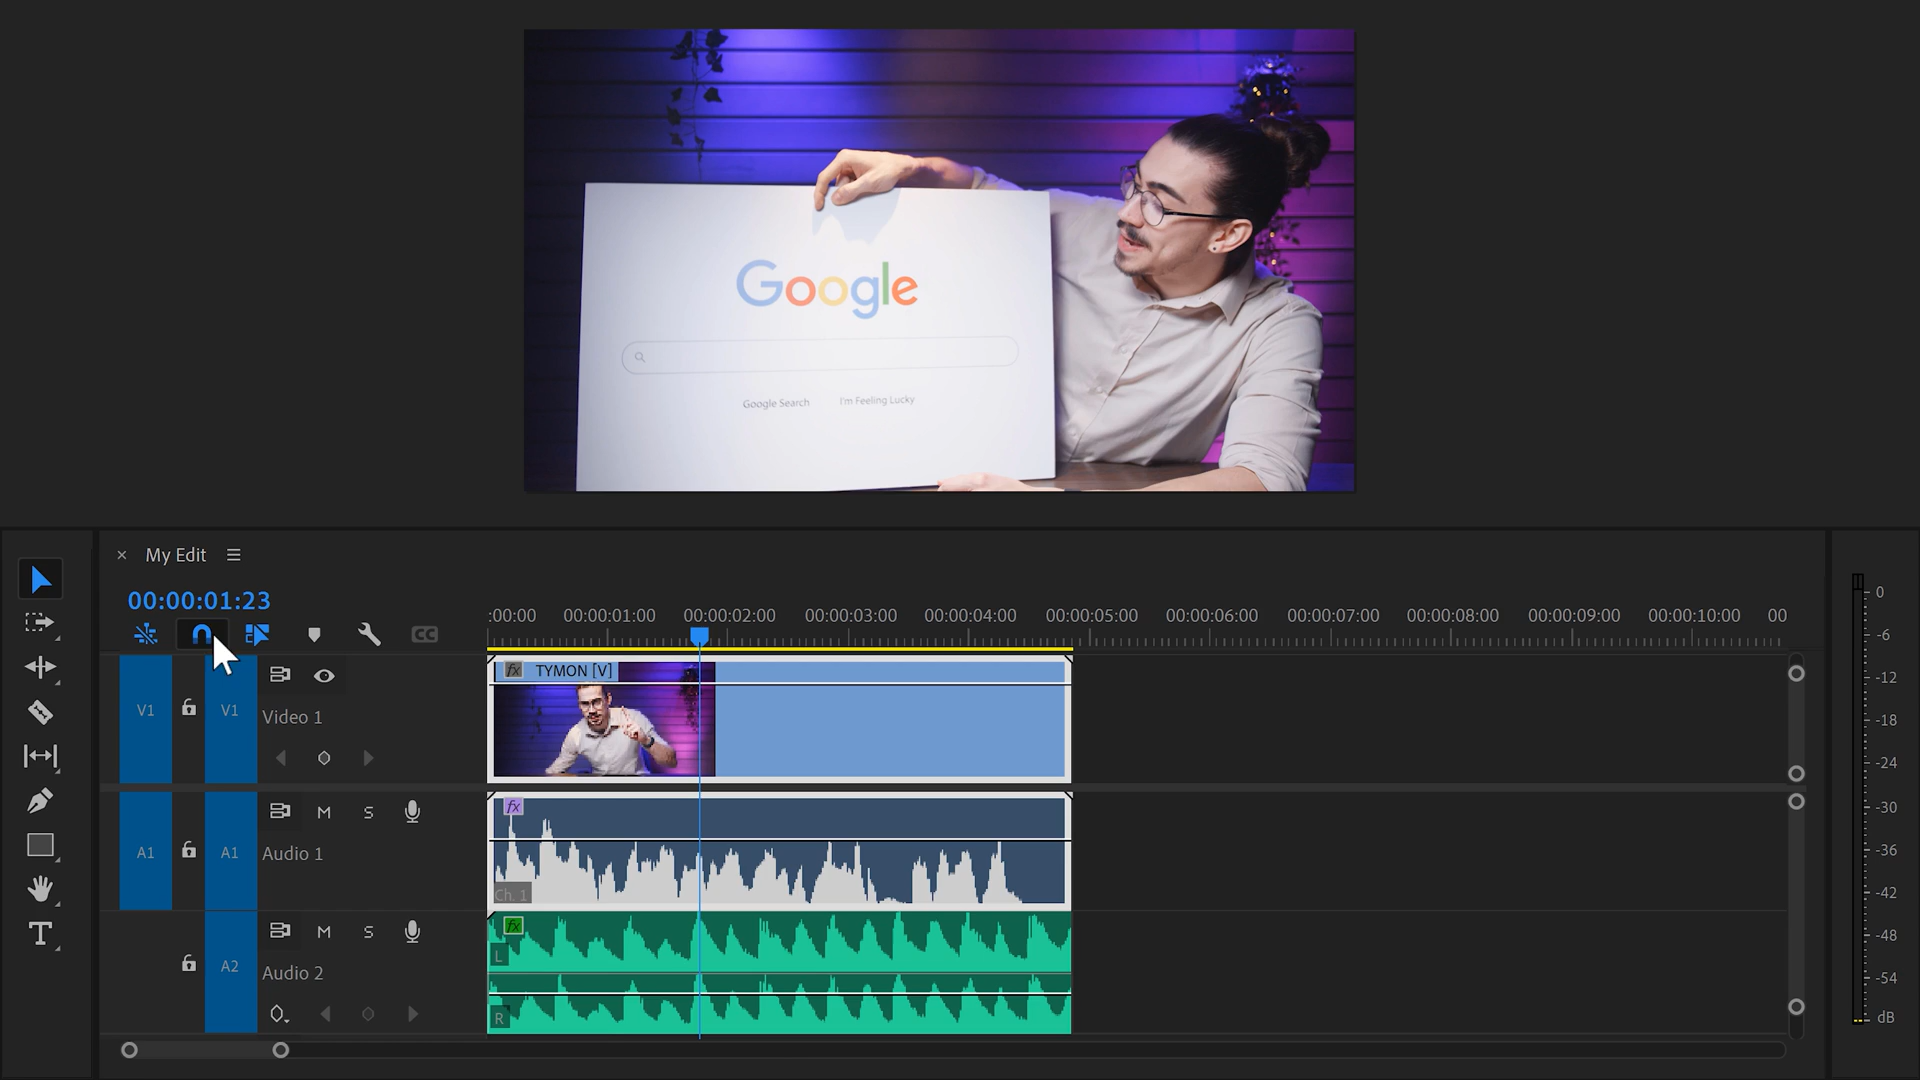 Google
Google Search I'm Feeling Lucky
My Edit
00:00:01:23
:00:00 00:00:01:00 00:00:02:00 00:00:03:00 00:00:04:00 00:00:05:00 00:00:06:00 00:00:07:00 00:00:08:00 00:00:09:00 00:00:10:00 00
CC
fx TYMON [V]
V1 V1
Video 1
fx
M S
A1 A1 Audio 1
Ch. 1
fx
M S
L
A2 Audio 2
R
T
0
-6
-12
-18
-24
-30
-36
-42
-48
-54
dB